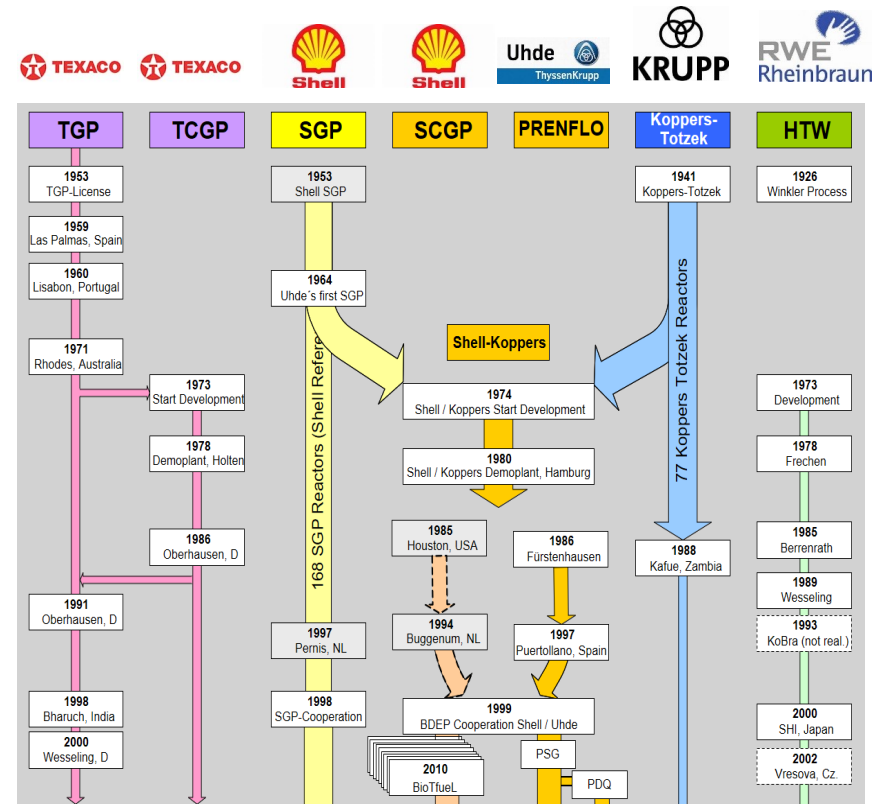 TEXACO
TEXACO
Shell
Shell
Uhde
ThyssenKrupp
KRUPP
RWE
Rheinbraun
TGP
TCGP
SGP
SCGP
PRENFLO
Koppers-
Totzek
HTW
1953
TGP-License
1959
Las Palmas, Spain
1960
Lisabon, Portugal
1971
Rhodes, Australia
1991
Oberhausen, D
1998
Bharuch, India
2000
Wesseling, D
1973
Start Development
1978
Demoplant, Holten
1986
Oberhausen, D
1953
Shell SGP
1964
Uhde´s first SGP
168 SGP Reactors (Shell Refere
1997
Pernis, NL
1998
SGP-Cooperation
Shell-Koppers
1974
Shell / Koppers Start Development
1980
Shell / Koppers Demoplant, Hamburg
1985
Houston, USA
1994
Buggenum, NL
1986
Fürstenhausen
1997
Puertollano, Spain
1999
BDEP Cooperation Shell / Uhde
2010
BioTfueL
PSG
PDQ
1941
Koppers-Totzek
77 Koppers Totzek Reactors
1988
Kafue, Zambia
1926
Winkler Process
1973
Development
1978
Frechen
1985
Berrenrath
1989
Wesseling
1993
KoBra (not real.)
2000
SHI, Japan
2002
Vresova, Cz.